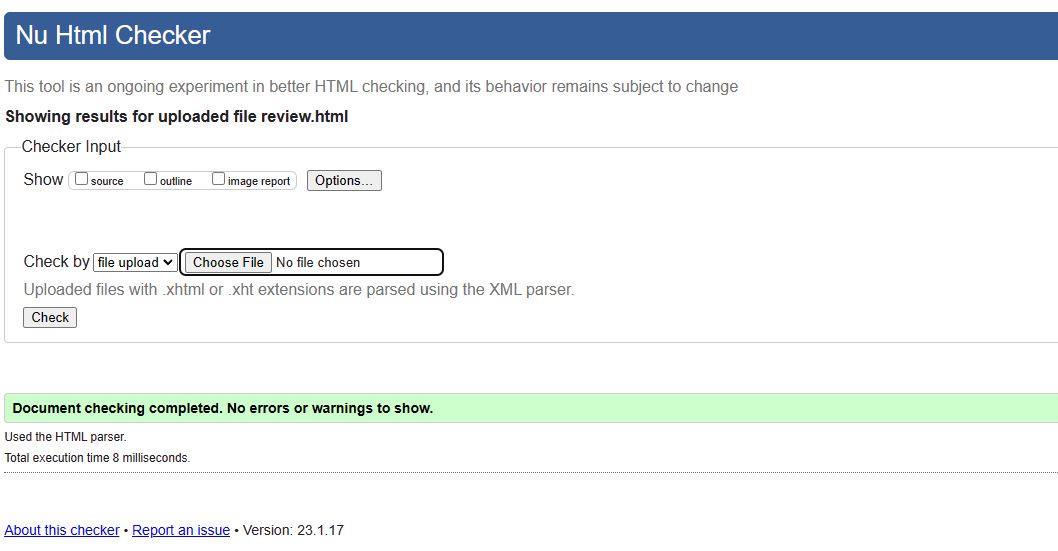 Nu Html Checker
This tool is an ongoing experiment in better HTML checking, and its behavior remains subject to change
Showing results for uploaded file review.html
Checker Input
Show source outline image report Options...
Check by file upload Choose File No file chosen
Uploaded files with .xhtml or .xht extensions are parsed using the XML parser.
Check
Document checking completed. No errors or warnings to show.
Used the HTML parser.
Total execution time 8 milliseconds.
About this checker • Report an issue • Version: 23.1.17